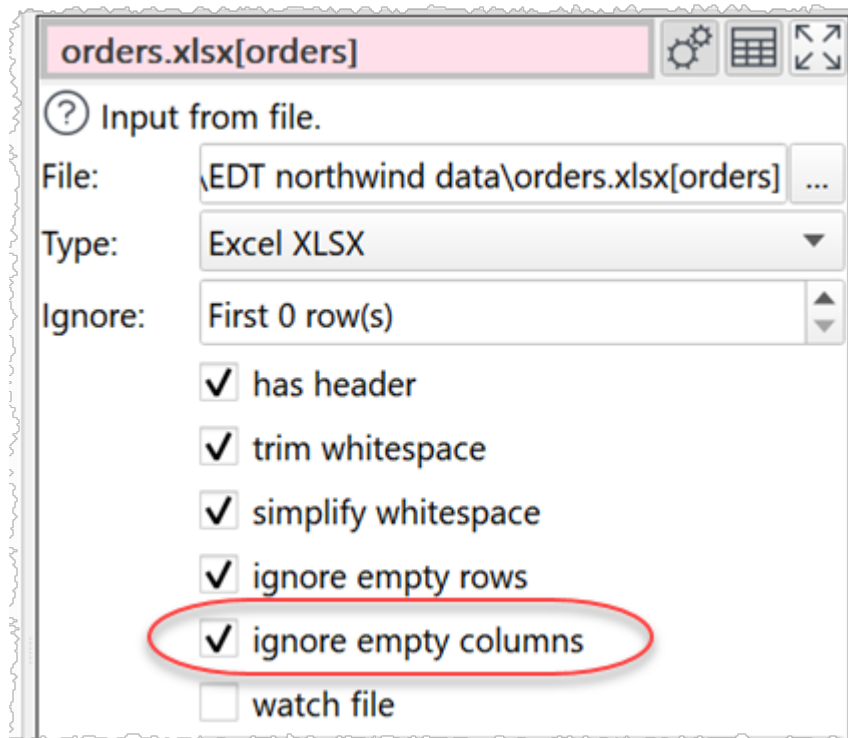 orders.xlsx[orders]
? Input from file.
File: \EDT northwind data\orders.xlsx[orders] ...
Type: Excel XLSX
Ignore: First 0 row(s)
has header
trim whitespace
simplify whitespace
ignore empty rows
ignore empty columns
watch file